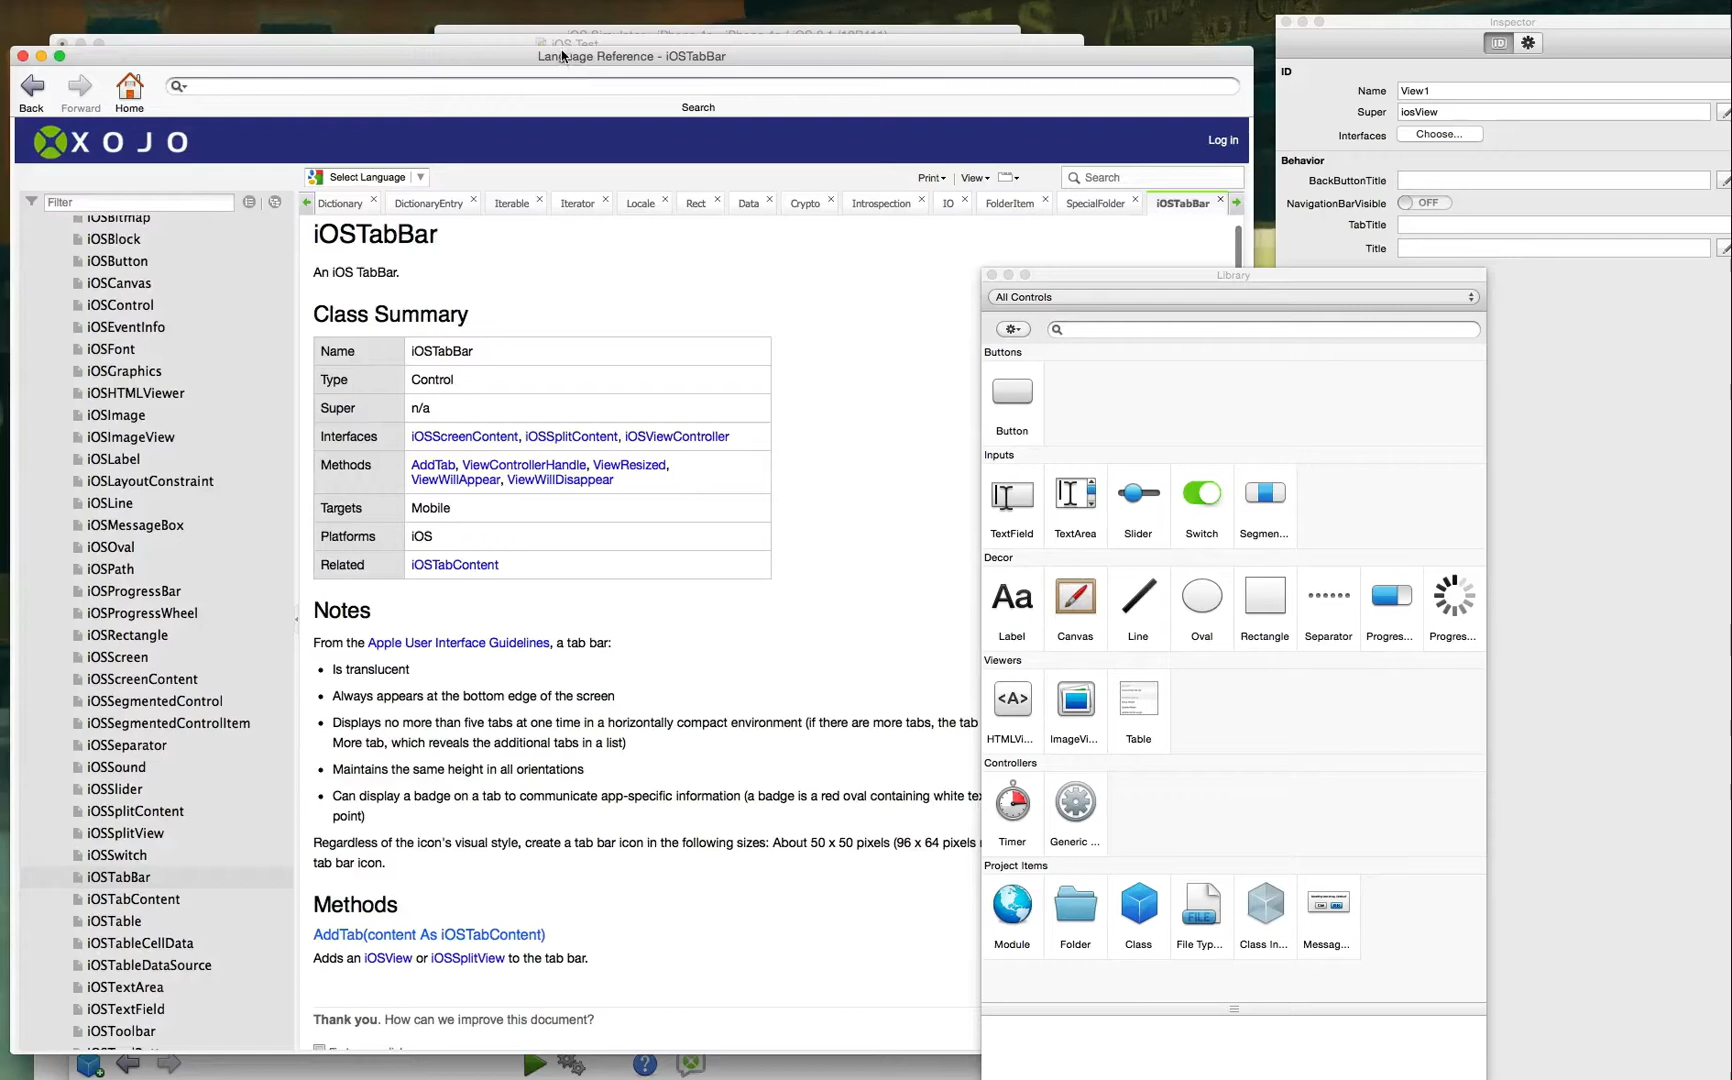 iOS Test
Language Reference - iOSTabBar
Back
Forward
Home
Search
XOJO
Log in
Select Language
Print
View
Search
Filter
Dictionary
DictionaryEntry
Iterable
Iterator
Locale
Rect
Data
Crypto
Introspection
IO
FolderItem
SpecialFolder
iOSTabBar
iOSBitmap
iOSBlock
iOSButton
iOSCanvas
iOSControl
iOSEventInfo
iOSFont
iOSGraphics
iOSHTMLViewer
iOSImage
iOSImageView
iOSLabel
iOSLayoutConstraint
iOSLine
iOSMessageBox
iOSOval
iOSPath
iOSProgressBar
iOSProgressWheel
iOSRectangle
iOSScreen
iOSScreenContent
iOSSegmentedControl
iOSSegmentedControlItem
iOSSeparator
iOSSound
iOSSlider
iOSSplitContent
iOSSplitView
iOSSwitch
iOSTabBar
iOSTabContent
iOSTable
iOSTableCellData
iOSTableDataSource
iOSTextArea
iOSTextField
iOSToolbar
iOSTabBar
An iOS TabBar.
Class Summary
Name iOSTabBar
Type Control
Super n/a
Interfaces iOSScreenContent, iOSSplitContent, iOSViewController
Methods AddTab, ViewControllerHandle, ViewResized,
ViewWillAppear, ViewWillDisappear
Targets Mobile
Platforms iOS
Related iOSTabContent
Notes
From the Apple User Interface Guidelines, a tab bar:
• Is translucent
• Always appears at the bottom edge of the screen
• Displays no more than five tabs at one time in a horizontally compact environment (if there are more tabs, the tab
More tab, which reveals the additional tabs in a list)
• Maintains the same height in all orientations
• Can display a badge on a tab to communicate app-specific information (a badge is a red oval containing white
point)
Regardless of the icon's visual style, create a tab bar icon in the following sizes: About 50 x 50 pixels (96 x 64 pixels
tab bar icon.
Methods
AddTab(content As iOSTabContent)
Adds an iOSView or iOSSplitView to the tab bar.
Thank you. How can we improve this document?
Inspector
ID
ID
Name View1
Super iosView
Interfaces Choose...
Behavior
BackButtonTitle
NavigationBarVisible OFF
TabTitle
Title
Library
All Controls
Buttons
Button
Inputs
TextField
TextArea
Slider
Switch
Segmen...
Decor
Aa
Label
Canvas
Line
Oval
Rectangle
Separator
Progres...
Progres...
Viewers
<A>
HTMLVi...
ImageVi...
Table
Controllers
Timer
Generic ...
Project Items
FILE
Module
Folder
Class
File Typ...
Class In...
Messag...